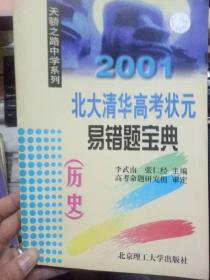 天骄之路中学系列
2001
北大清华高考状元
易错题宝典
(历史)
李武南 张仁经 主编
高考命题研究组 审定
北京理工大学出版社